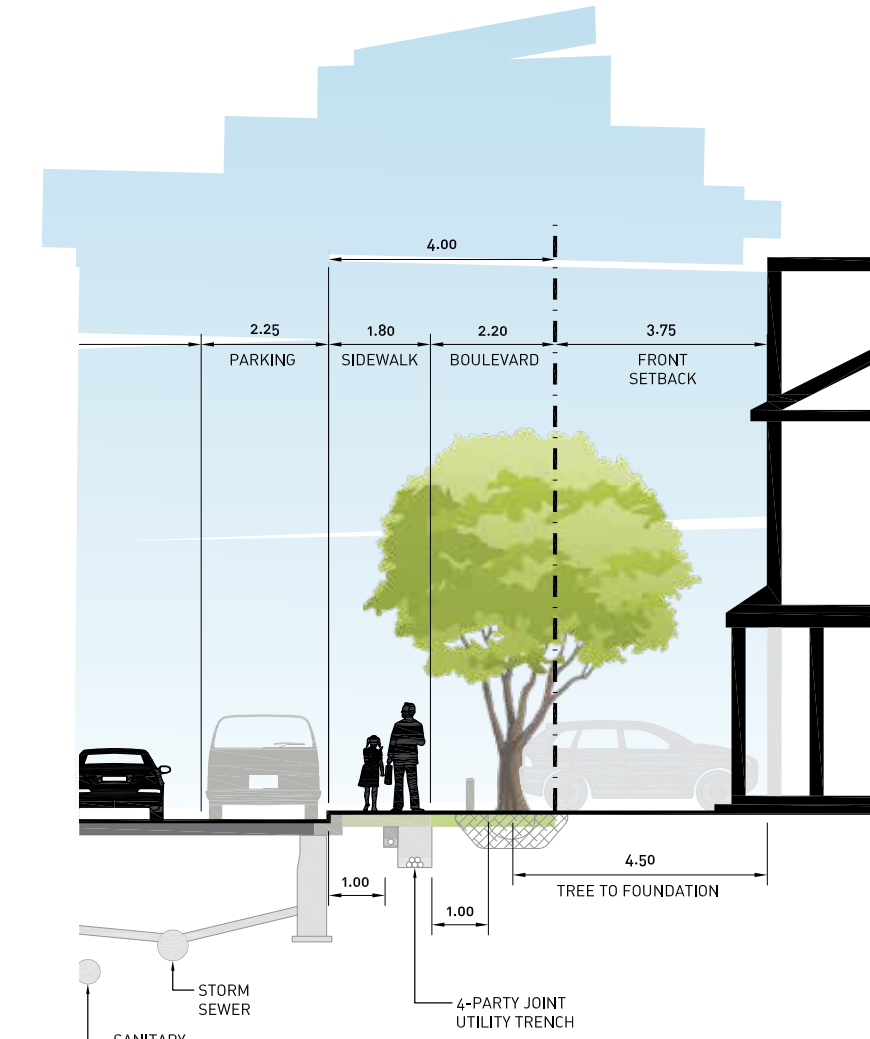 4.00
2.25
1.80
2.20
3.75
PARKING
SIDEWALK
BOULEVARD
FRONT
SETBACK
4.50
TREE TO FOUNDATION
1.00
1.00
STORM
SEWER
4-PARTY JOINT
UTILITY TRENCH
SANITARY